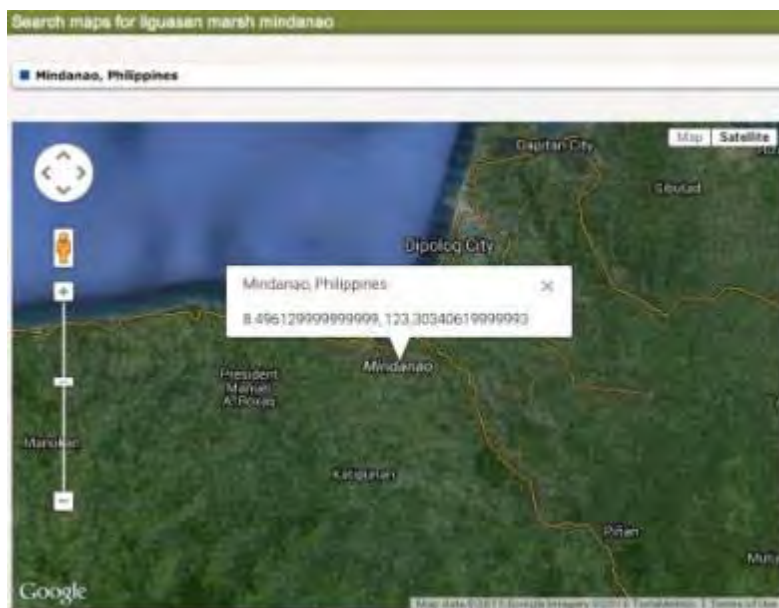 Search maps for liguasan marsh mindanao
Mindanao, Philippines
Map Satellite
Dapitan City
Sibutad
Dipolog City
Mindanao, Philippines
8.496129999999999, 123.30340619999993
Mindanao
President
Manuel
A. Roxas
Manukan
Katipunan
Piñan
Google